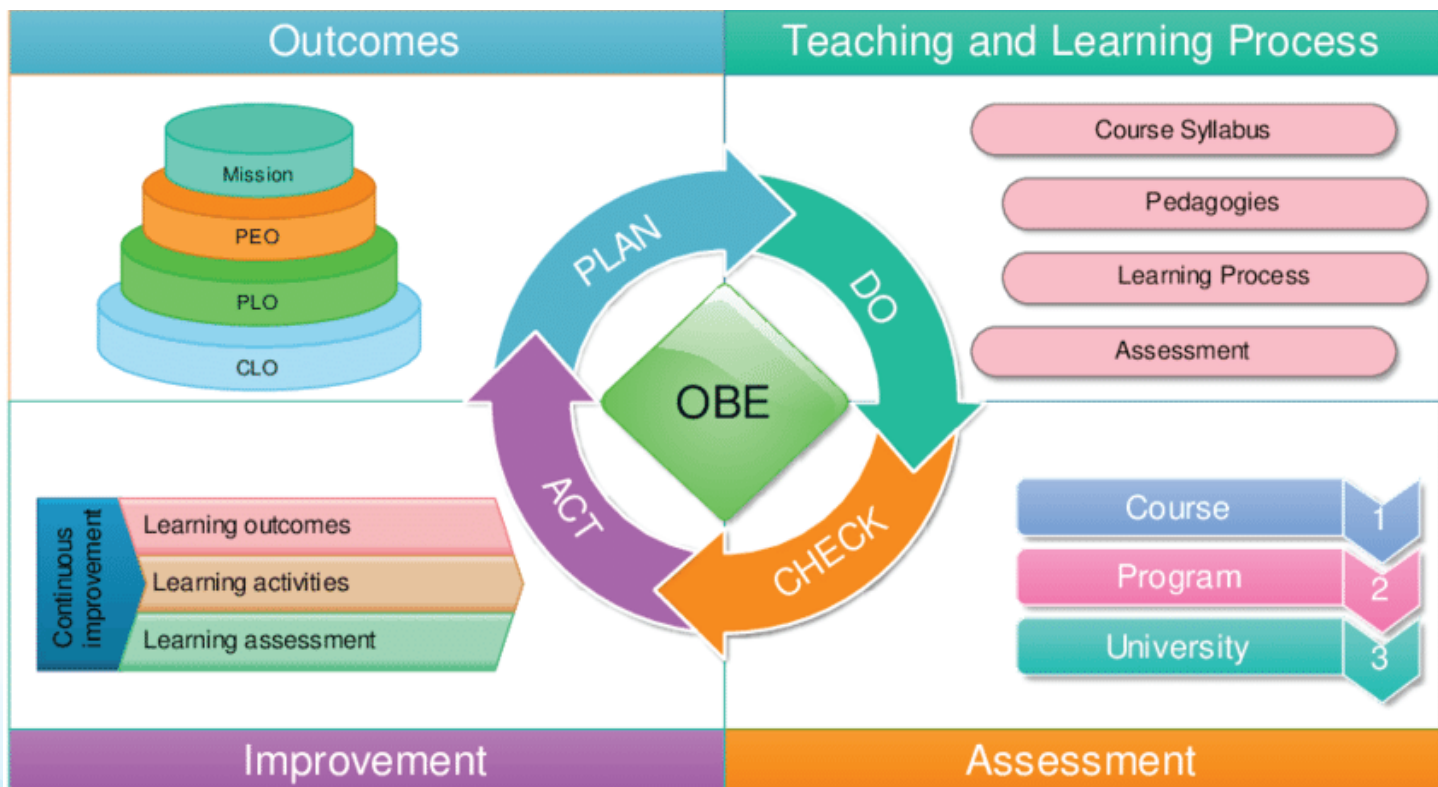 Outcomes
Teaching and Learning Process
Mission
PEO
PLO
CLO
Course Syllabus
Pedagogies
Learning Process
Assessment
PLAN
DO
CHECK
ACT
OBE
Continuous
improvement
Learning outcomes
Learning activities
Learning assessment
Course 1
Program 2
University 3
Improvement
Assessment